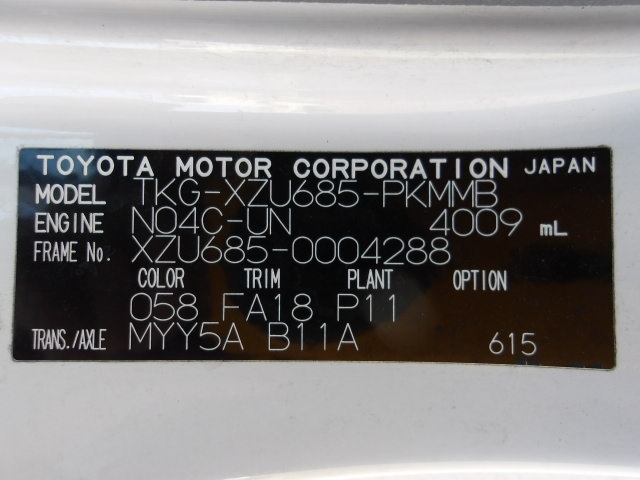 TOYOTA MOTOR CORPORATION JAPAN
MODEL TKG-XZU685-PKMMB
ENGINE N04C-UN 4009 mL
FRAME No. XZU685-0004288
COLOR TRIM PLANT OPTION
058 FA18 P11
TRANS./AXLE MYY5A B11A 615